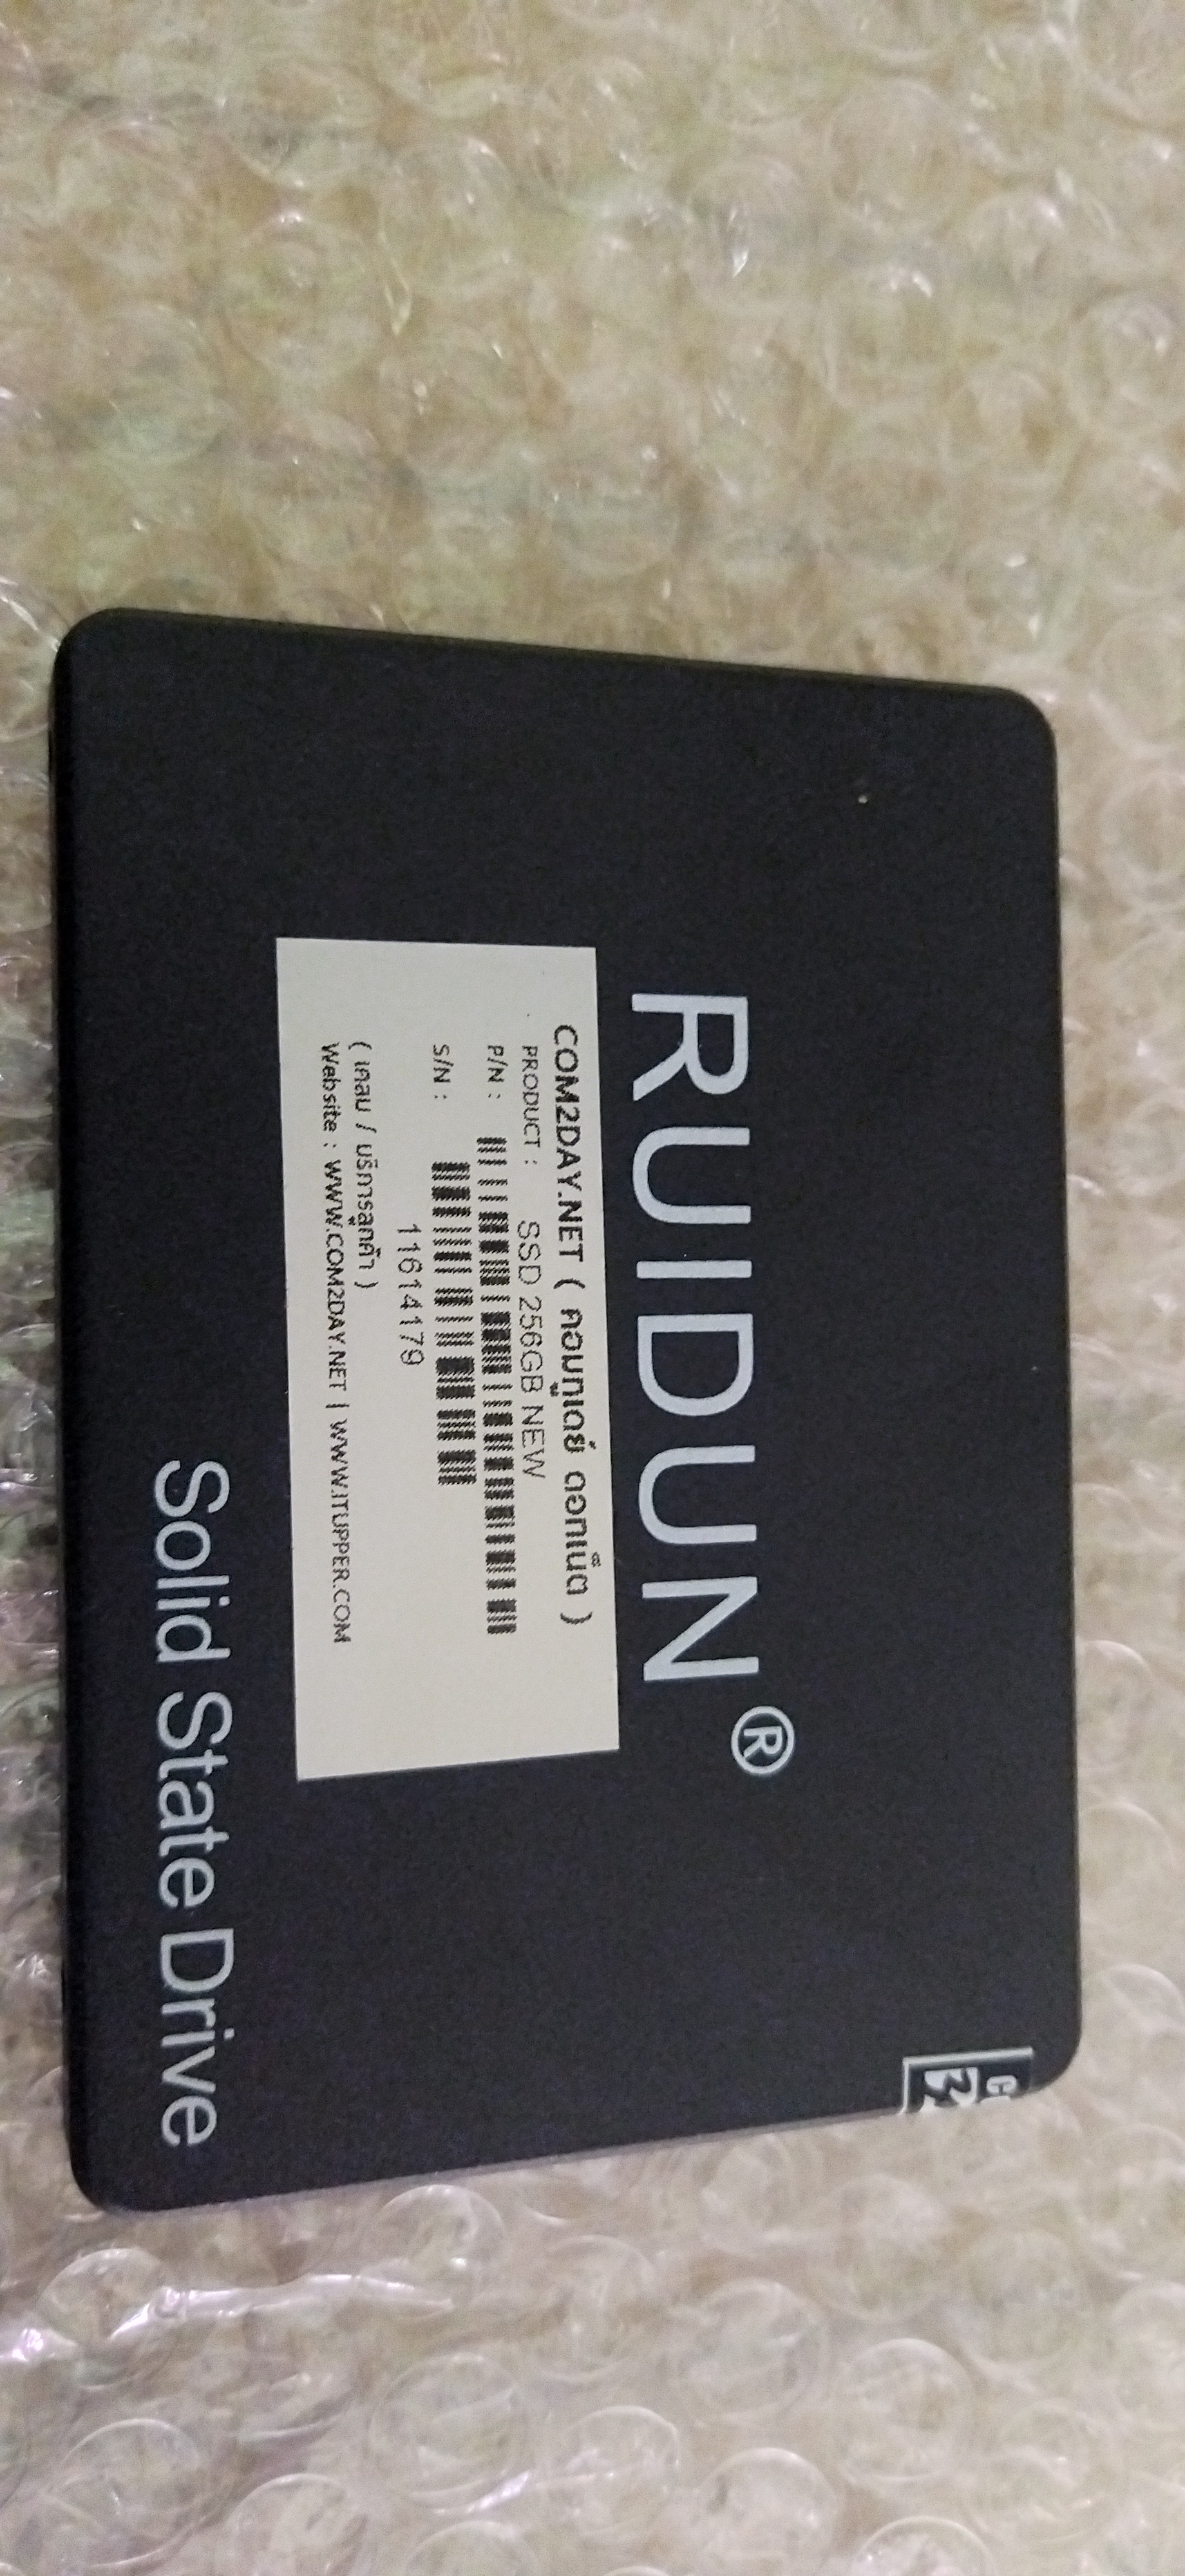 RUIDUN®
COM2DAY.NET ( คอมทูเดย์ ดอทเน็ต )
PRODUCT : SSD 256GB NEW
P/N :
S/N :
11614179
( เคลม / บริการลูกค้า )
Website : WWW.COM2DAY.NET | WWW.ITUPPER.COM
Solid State Drive